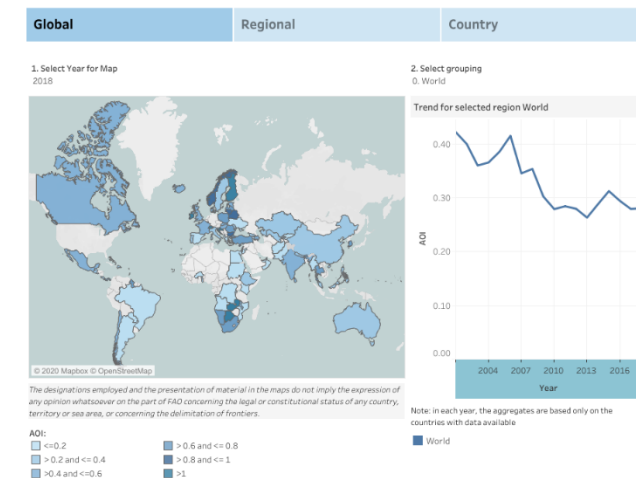 Global
Regional
Country
1. Select Year for Map
2018
2. Select grouping
0. World
Trend for selected region World
0.40
0.30
0.20
0.10
0.00
AOI
2004 2007 2010 2013 2016
Year
© 2020 Mapbox © OpenStreetMap
The designations employed and the presentation of material in the maps do not imply the expression of
any opinion whatsoever on the part of FAO concerning the legal or constitutional status of any country,
territory or sea area, or concerning the delimitation of frontiers.
Note: in each year, the aggregates are based only on the
countries with data available
World
AOI:
<=0.2
> 0.2 and <= 0.4
>0.4 and <=0.6
> 0.6 and <= 0.8
> 0.8 and <= 1
>1